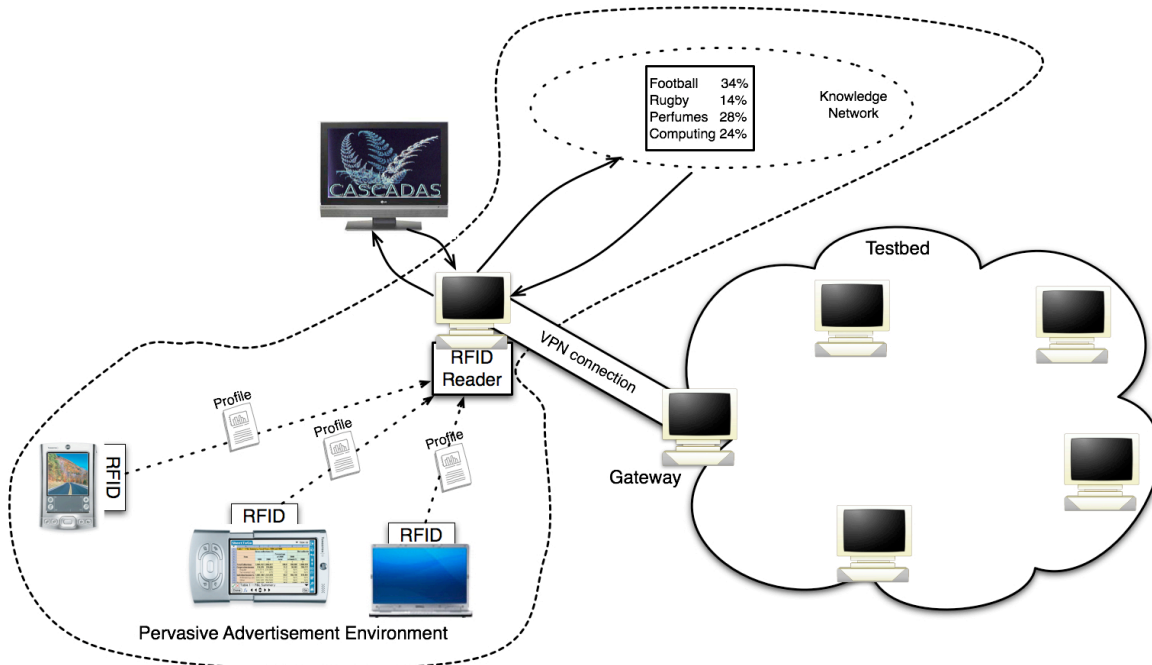 Football 34%
Rugby 14%
Perfumes 28%
Computing 24%
Knowledge
Network
CASCADAS
Testbed
VPN connection
RFID
Reader
Profile
Profile
Profile
RFID
Gateway
RFID
RFID
Pervasive Advertisement Environment